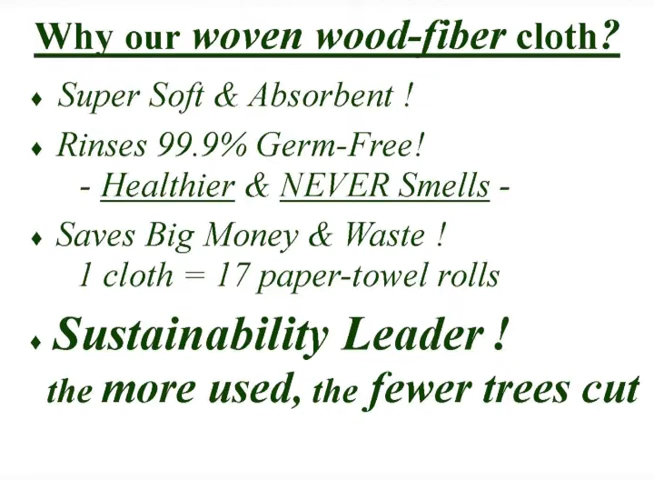 Why our woven wood-fiber cloth?
♦ Super Soft & Absorbent !
♦ Rinses 99.9% Germ-Free!
- Healthier & NEVER Smells -
♦ Saves Big Money & Waste !
1 cloth = 17 paper-towel rolls
♦ Sustainability Leader !
the more used, the fewer trees cut